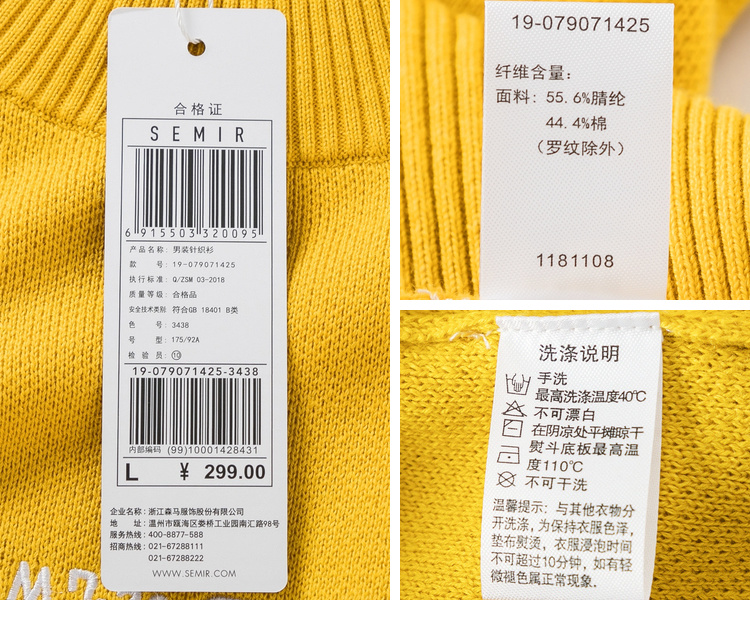 合格证
SEMIR
6 915503 320095
产品名称: 男装针织衫
款 号: 19-079071425
执行标准: Q/ZSM 03-2018
质量等级: 合格品
安全技术类别 符合GB 18401 B类
色 号: 3438
号 型: 175/92A
检 验 员: ⑩
19-079071425-3438
内部编码 (99)10001428431
L ¥ 299.00
企业名称: 浙江森马服饰股份有限公司
地 址: 温州市瓯海区娄桥工业园南汇路98号
服务热线: 400-8877-588
招商热线: 021-67288111
021-67288222
WWW.SEMIR.COM
19-079071425
纤维含量:
面料: 55.6%腈纶
44.4%棉
(罗纹除外)
1181108
洗涤说明
手洗
最高洗涤温度40℃
不可漂白
在阴凉处平摊晾干
熨斗底板最高温
度110℃
不可干洗
温馨提示: 与其他衣物分
开洗涤, 为保持衣服色泽,
垫布熨烫, 衣服浸泡时间
不可超过10分钟, 如有轻
微褪色属正常现象.